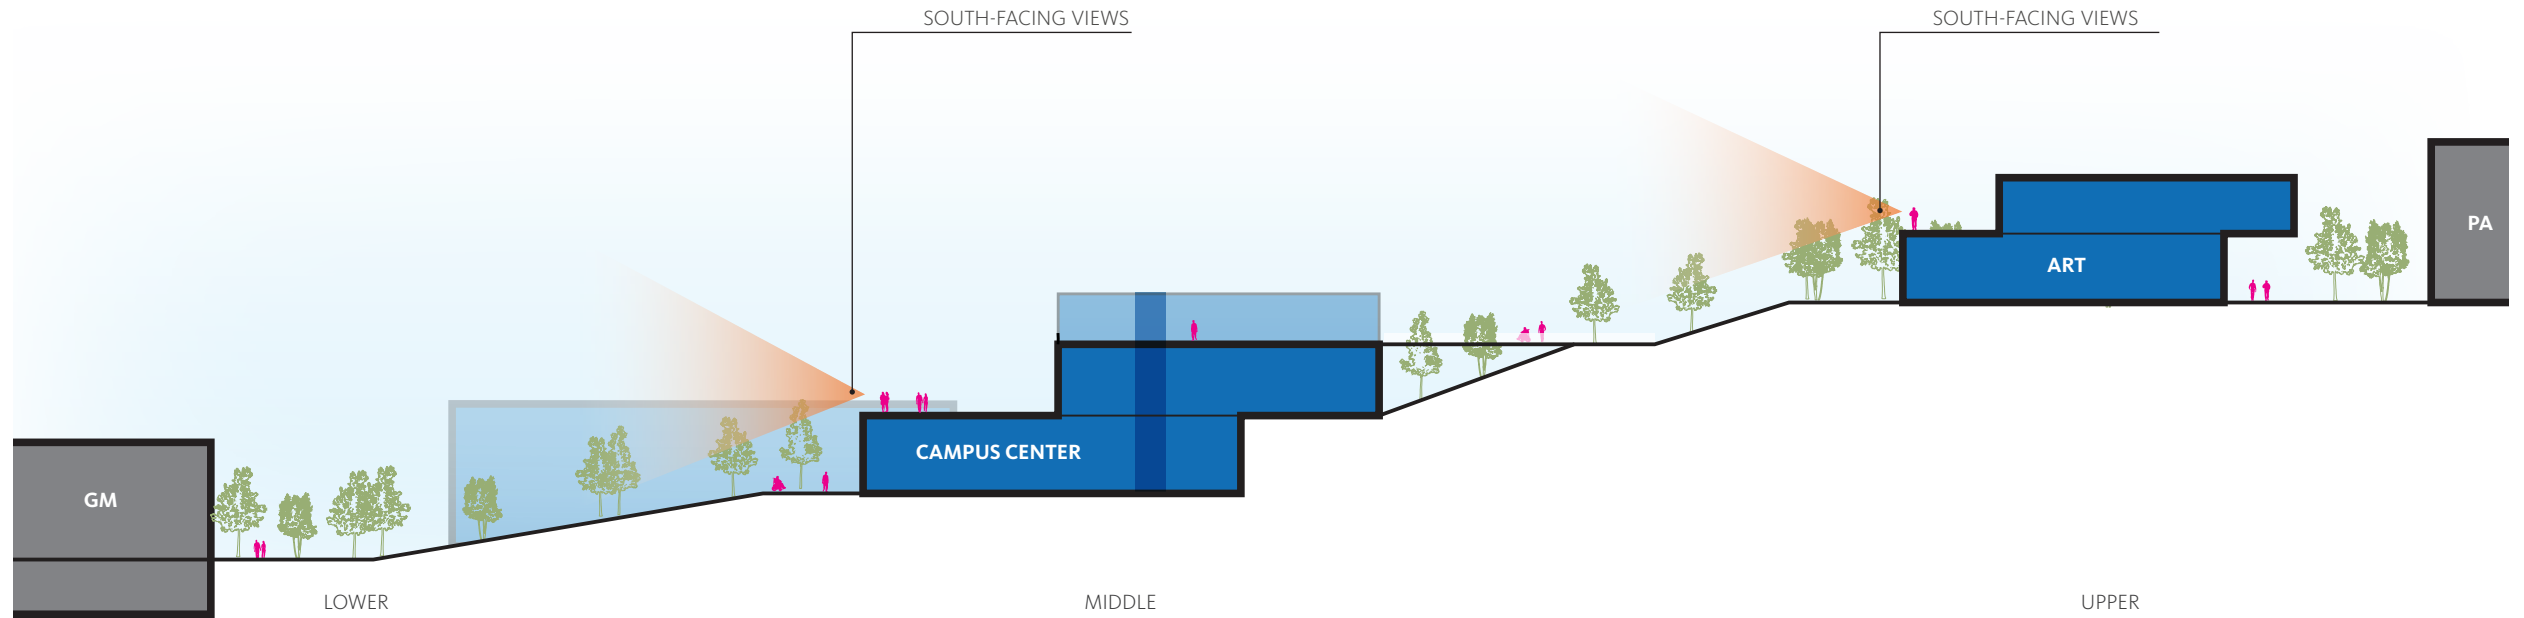 SOUTH-FACING VIEWS
SOUTH-FACING VIEWS
PA
ART
CAMPUS CENTER
GM
LOWER
MIDDLE
UPPER